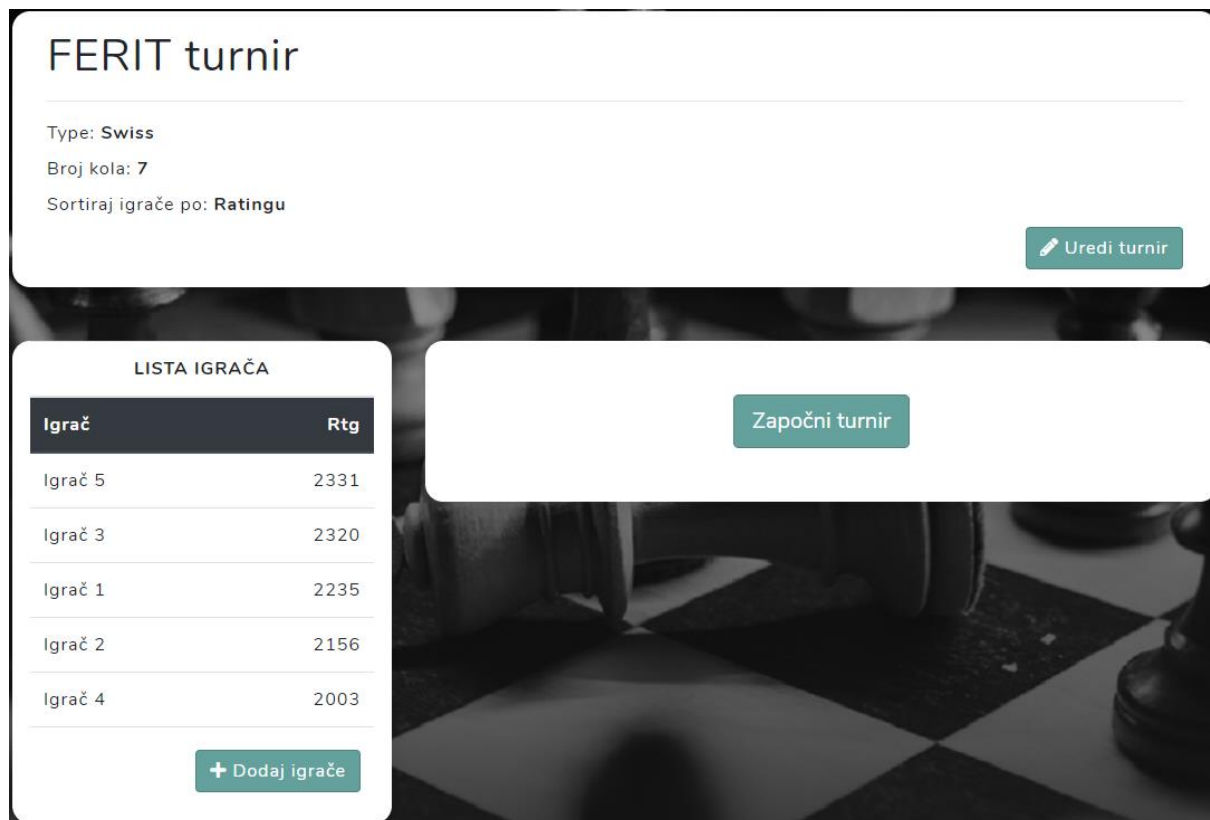 FERIT turnir
Type: Swiss
Broj kola: 7
Sortiraj igrače po: Ratingu
Uredi turnir
LISTA IGRAČA
Igrač Rtg
Igrač 5 2331
Igrač 3 2320
Igrač 1 2235
Igrač 2 2156
Igrač 4 2003
Dodaj igrače
Započni turnir